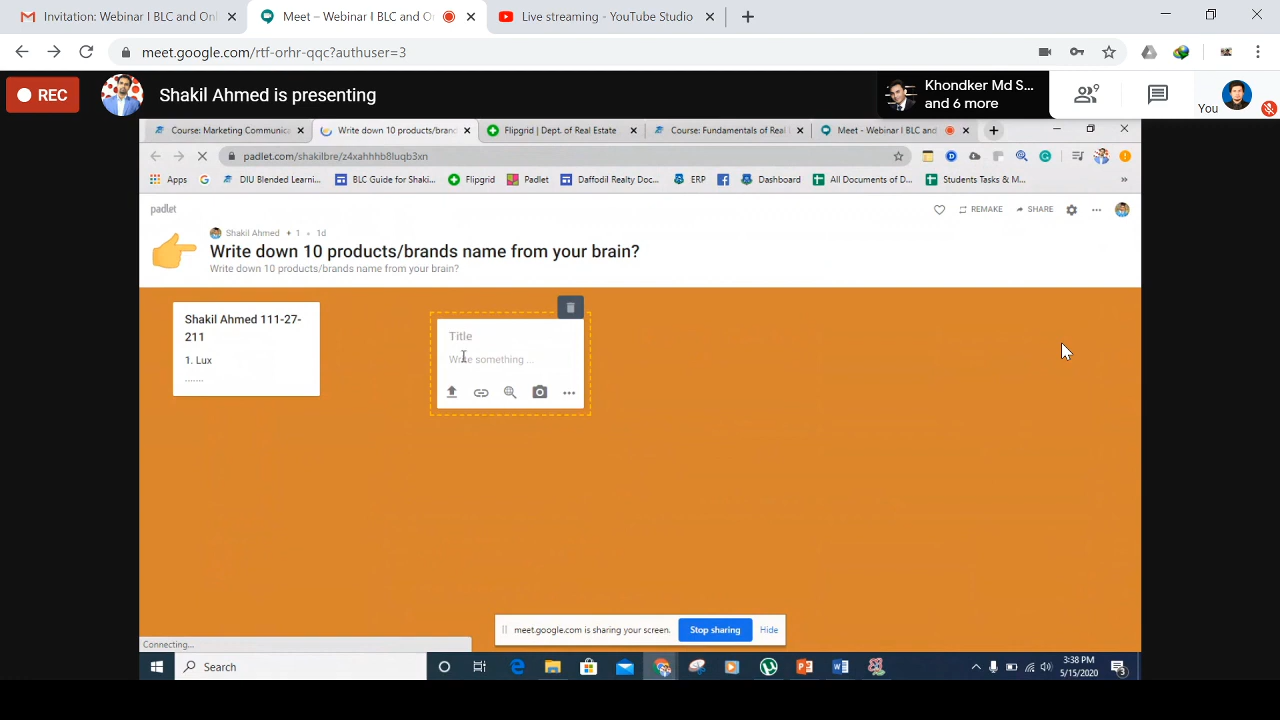 Invitation: Webinar I BLC and Onl
Meet – Webinar I BLC and O
Live streaming - YouTube Studio
meet.google.com/rtf-orhr-qqc?authuser=3
REC
Shakil Ahmed is presenting
Khondker Md S...
and 6 more
9
You
Course: Marketing Communica
Write down 10 products/brand
Flipgrid | Dept. of Real Estate
Course: Fundamentals of Real
Meet - Webinar I BLC and
padlet.com/shakilbre/z4xahhhb8luqb3xn
Apps
DIU Blended Learni...
BLC Guide for Shaki...
Flipgrid
Padlet
Daffodil Realty Doc...
ERP
Dashboard
All Documents of D...
Students Tasks & M...
padlet
REMAKE
SHARE
Shakil Ahmed + 1 • 1d
Write down 10 products/brands name from your brain?
Write down 10 products/brands name from your brain?
Shakil Ahmed 111-27-
211
1. Lux
.......
Title
Write something ...
meet.google.com is sharing your screen.
Stop sharing
Hide
Connecting...
Search
3:38 PM
5/15/2020
3